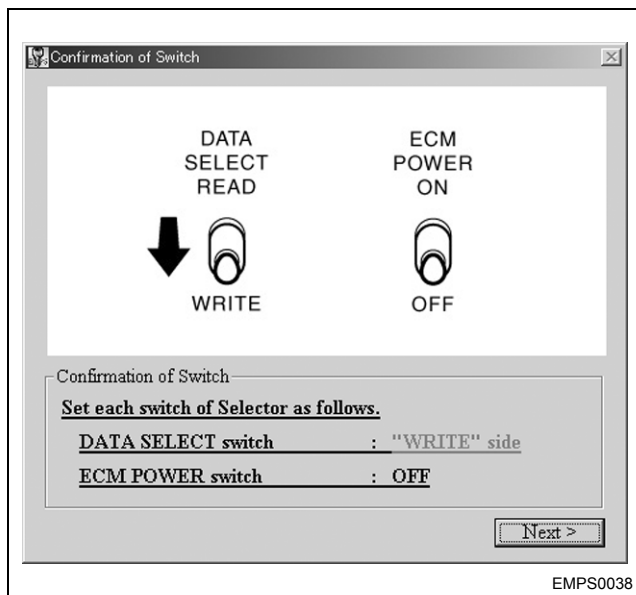 Confirmation of Switch
DATA
SELECT
READ
WRITE
ECM
POWER
ON
OFF
Confirmation of Switch
Set each switch of Selector as follows.
DATA SELECT switch : "WRITE" side
ECM POWER switch : OFF
Next >
EMPS0038